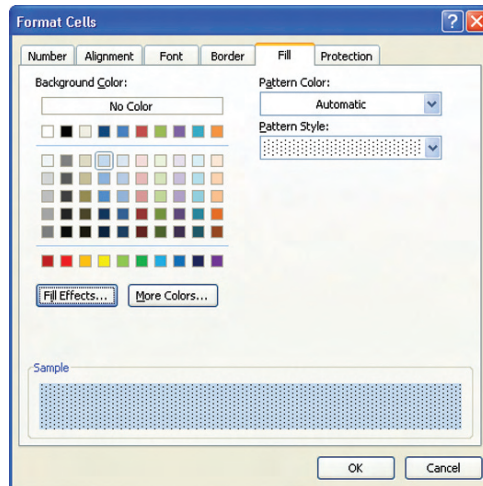 Format Cells
Number Alignment Font Border Fill Protection
Background Color:
No Color
Pattern Color:
Automatic
Pattern Style:
Fill Effects...
More Colors...
Sample
OK Cancel